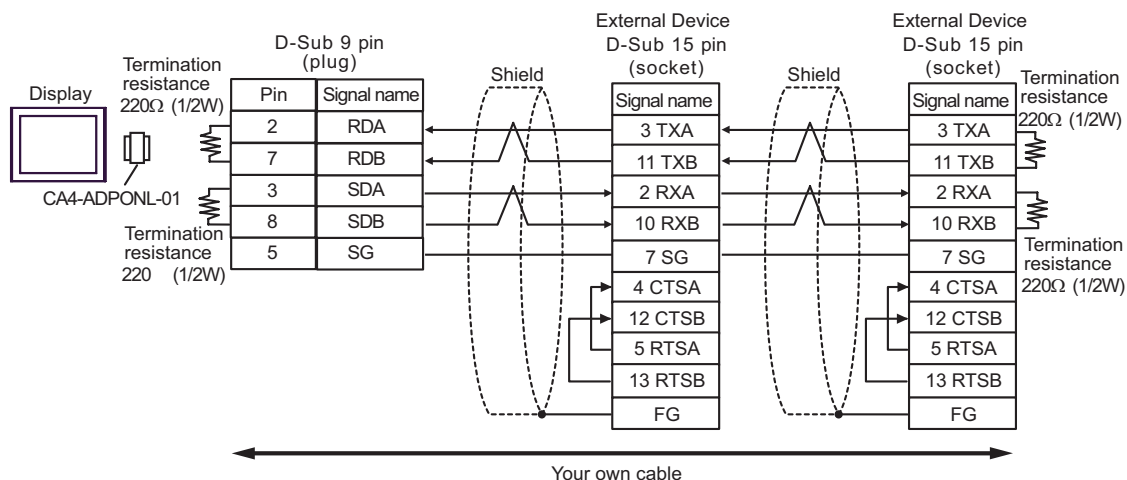 Display
CA4-ADPONL-01
Termination
resistance
220Ω (1/2W)
Termination
resistance
220 (1/2W)
D-Sub 9 pin
(plug)
Pin Signal name
2 RDA
7 RDB
3 SDA
8 SDB
5 SG
Shield
External Device
D-Sub 15 pin
(socket)
Signal name
3 TXA
11 TXB
2 RXA
10 RXB
7 SG
4 CTSA
12 CTSB
5 RTSA
13 RTSB
FG
Shield
External Device
D-Sub 15 pin
(socket)
Signal name
3 TXA
11 TXB
2 RXA
10 RXB
7 SG
4 CTSA
12 CTSB
5 RTSA
13 RTSB
FG
Termination
resistance
220Ω (1/2W)
Termination
resistance
220Ω (1/2W)
Your own cable